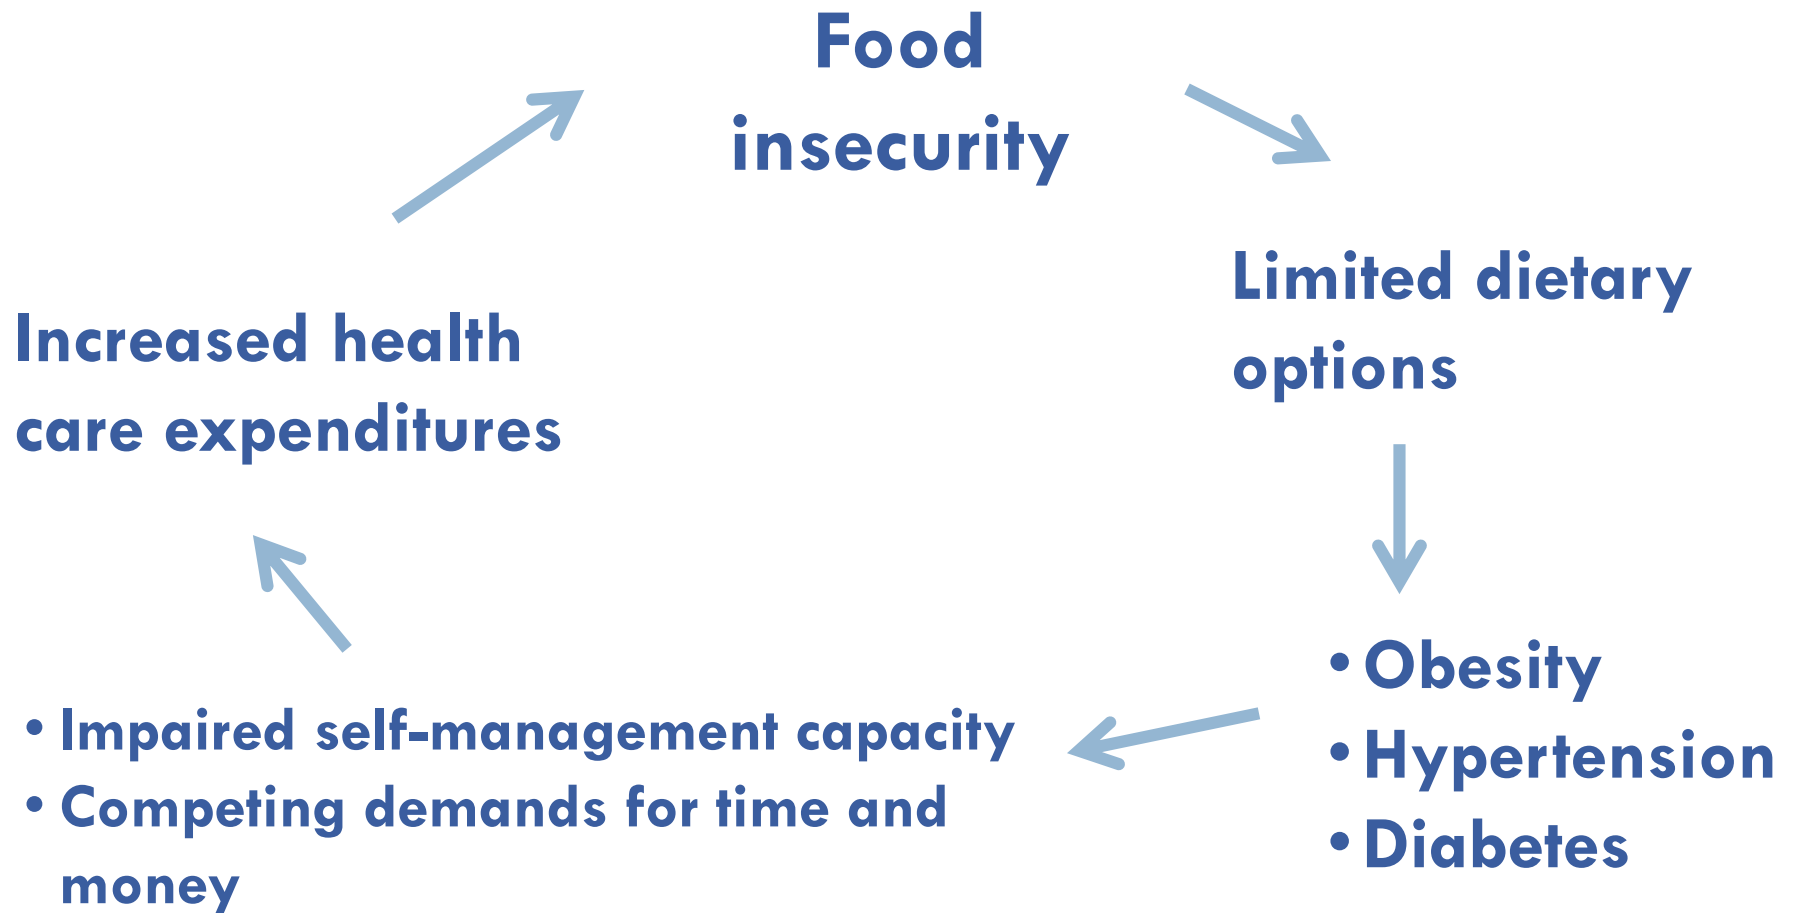 Food
insecurity
Limited dietary
options
• Obesity
• Hypertension
• Diabetes
• Impaired self-management capacity
• Competing demands for time and
money
Increased health
care expenditures